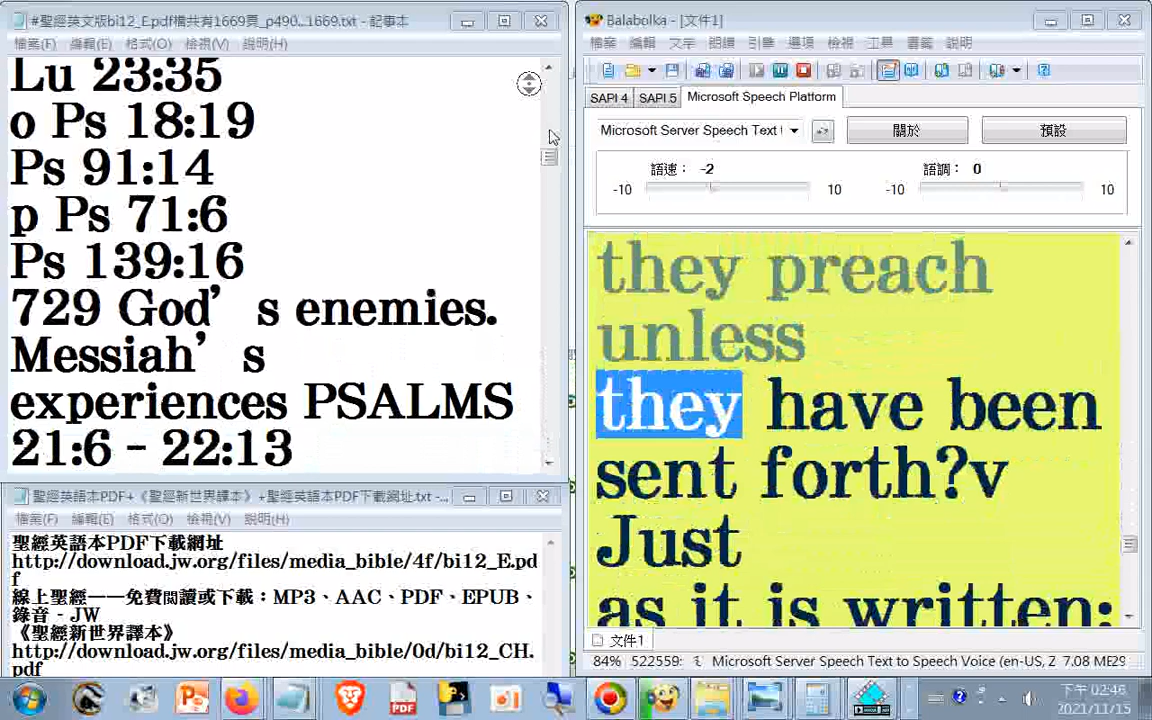 #聖經英文版bi12_E.pdf檔共有1669頁_p490...1669.txt - 記事本
檔案(F) 編輯(E) 格式(O) 檢視(V) 說明(H)
Lu 23:35
o Ps 18:19
Ps 91:14
p Ps 71:6
Ps 139:16
729 God’s enemies.
Messiah’s
experiences PSALMS
21:6 – 22:13
聖經英語本PDF+《聖經新世界譯本》+聖經英語本PDF下載網址.txt - ...
檔案(F) 編輯(E) 格式(O) 檢視(V) 說明(H)
聖經英語本PDF下載網址
http://download.jw.org/files/media_bible/4f/bi12_E.pd
f
線上聖經——免費閱讀或下載：MP3、AAC、PDF、EPUB、
錄音 - JW
《聖經新世界譯本》
http://download.jw.org/files/media_bible/0d/bi12_CH.
pdf
Balabolka - [文件1]
檔案 編輯 文字 朗讀 引擎 選項 檢視 工具 書籤 說明
SAPI 4 SAPI 5 Microsoft Speech Platform
Microsoft Server Speech Text 關於 預設
語速： -2 語調： 0
-10 10 -10 10
they preach
unless
they have been
sent forth?v
Just
as it is written:
文件1
84% 522559: Microsoft Server Speech Text to Speech Voice (en-US, Z 7.08 ME29
下午 02:46
2021/11/15